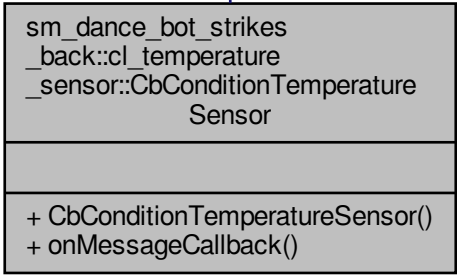 sm_dance_bot_strikes
_back::cl_temperature
_sensor::CbConditionTemperature
Sensor
+ CbConditionTemperatureSensor()
+ onMessageCallback()